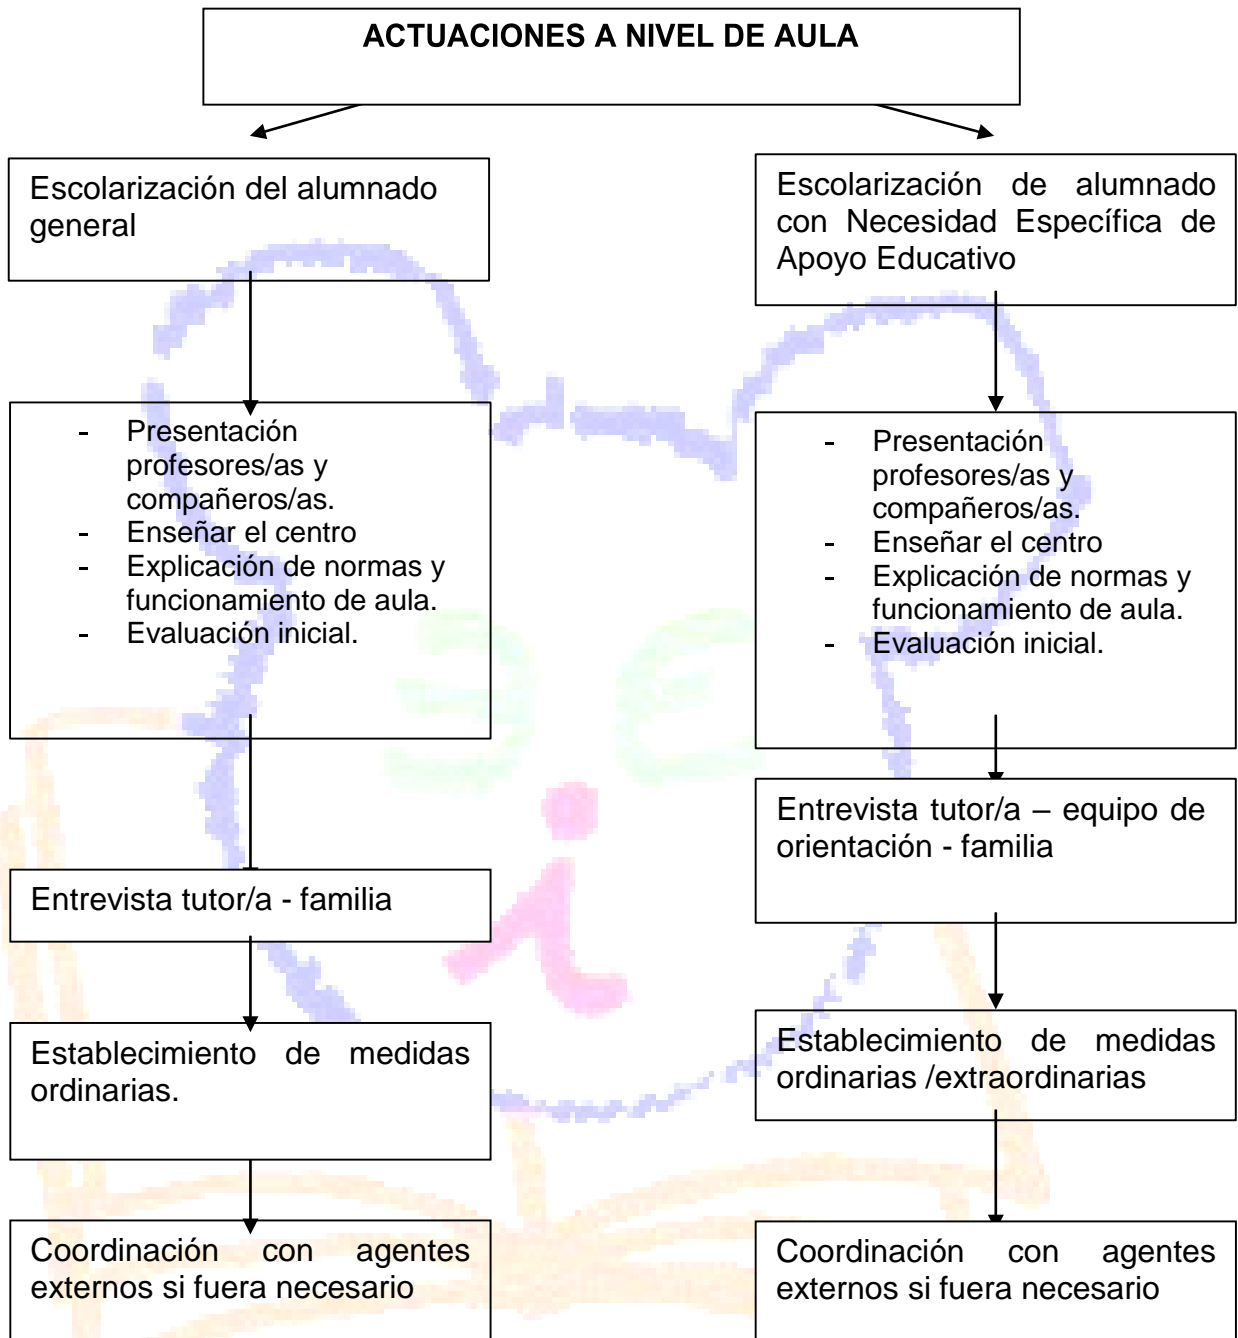 ACTUACIONES A NIVEL DE AULA
Escolarización del alumnado
general
Escolarización de alumnado
con Necesidad Específica de
Apoyo Educativo
- Presentación
profesores/as y
compañeros/as.
- Enseñar el centro
- Explicación de normas y
funcionamiento de aula.
- Evaluación inicial.
- Presentación
profesores/as y
compañeros/as.
- Enseñar el centro
- Explicación de normas y
funcionamiento de aula.
- Evaluación inicial.
Entrevista tutor/a - familia
Entrevista tutor/a – equipo de
orientación - familia
Establecimiento de medidas
ordinarias.
Establecimiento de medidas
ordinarias /extraordinarias
Coordinación con agentes
externos si fuera necesario
Coordinación con agentes
externos si fuera necesario